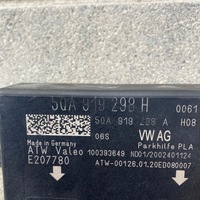 5QA 919 298 H 0061
5QA 919 298 A H08
06S VW AG
Parkhilfe PLA
Made in Germany
ATW Valeo 100393649 ND01/2002401124
E207780 ATW-00126.01.20ED080007